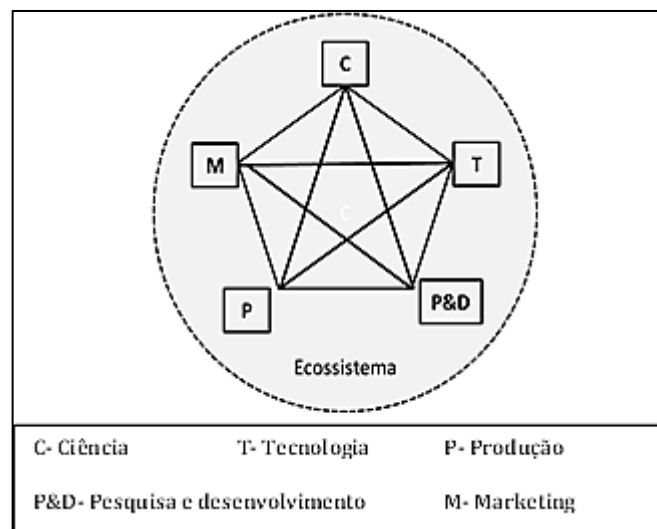 C
M
T
C
P
P&D
Ecossistema
C- Ciência T- Tecnologia P- Produção
P&D- Pesquisa e desenvolvimento M- Marketing